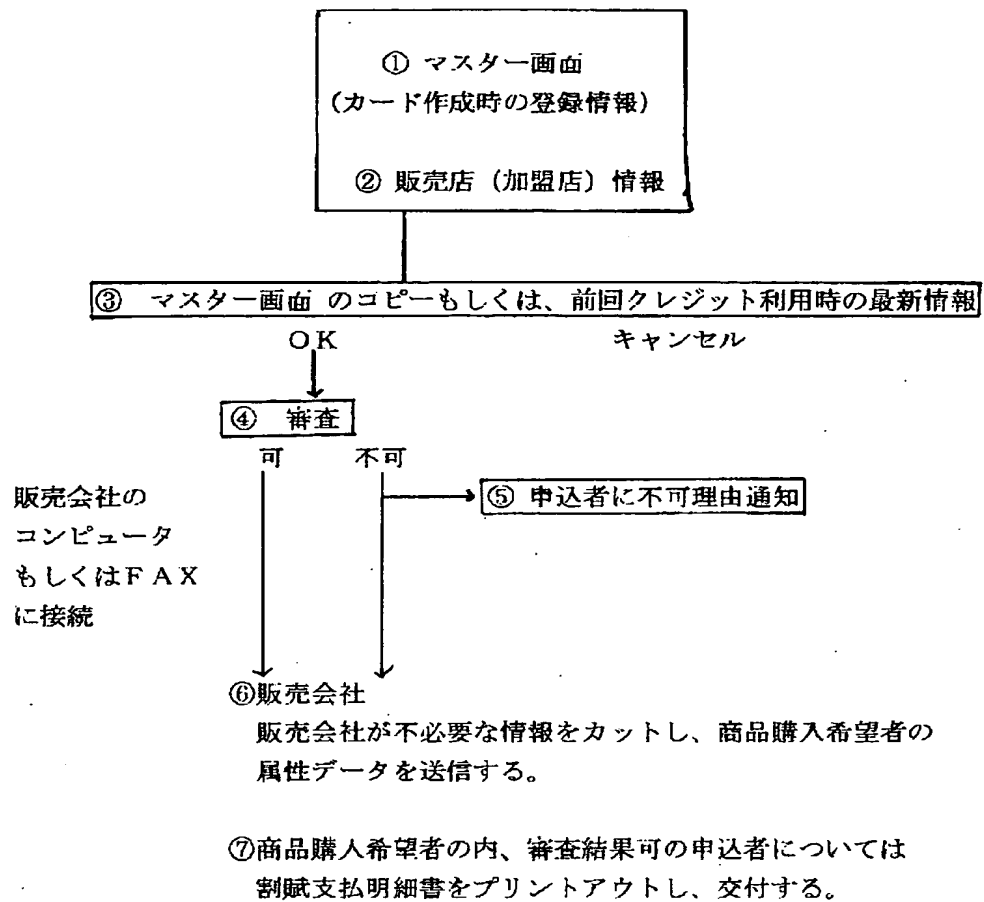 ① マスター画面
(カード作成時の登録情報)
② 販売店 (加盟店) 情報
③ マスター画面 のコピーもしくは、前回クレジット利用時の最新情報
OK キャンセル
④ 審査
可 不可
⑤ 申込者に不可理由通知
販売会社の
コンピュータ
もしくはFAX
に接続
⑥販売会社
販売会社が不必要な情報をカットし、商品購入希望者の
属性データを送信する。
⑦商品購入希望者の内、審査結果可の申込者については
割賦支払明細書をプリントアウトし、交付する。